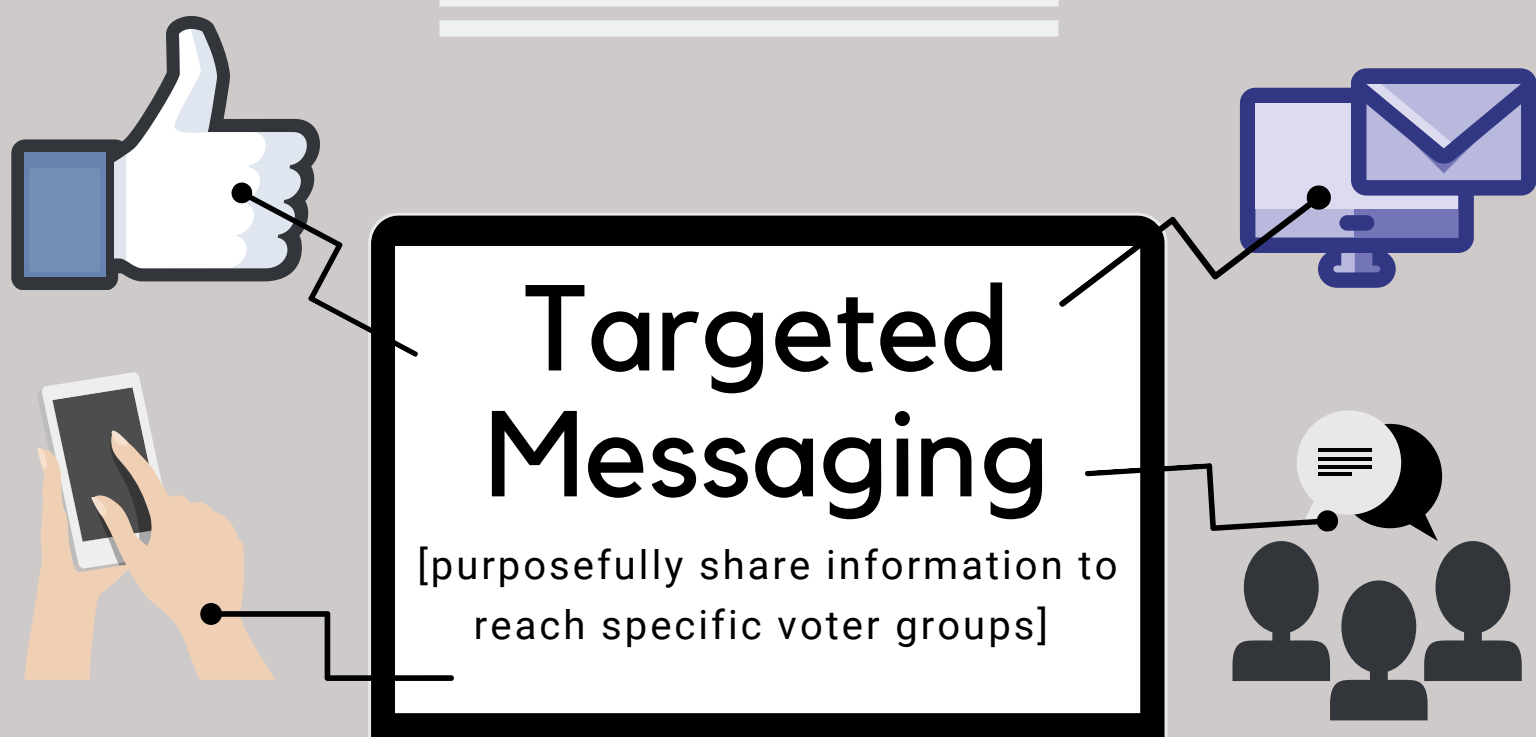 Targeted
Messaging
[purposefully share information to
reach specific voter groups]